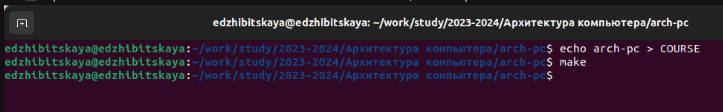 edzhibitskaya@edzhibitskaya: ~/work/study/2023-2024/Архитектура компьютера/arch-pc
edzhibitskaya@edzhibitskaya:~/work/study/2023-2024/Архитектура компьютера/arch-pc$ echo arch-pc > COURSE
edzhibitskaya@edzhibitskaya:~/work/study/2023-2024/Архитектура компьютера/arch-pc$ make
edzhibitskaya@edzhibitskaya:~/work/study/2023-2024/Архитектура компьютера/arch-pc$